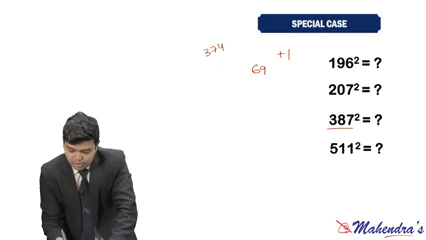 SPECIAL CASE
374
+1
69
196² = ?
207² = ?
387² = ?
511² = ?
Mahendra's